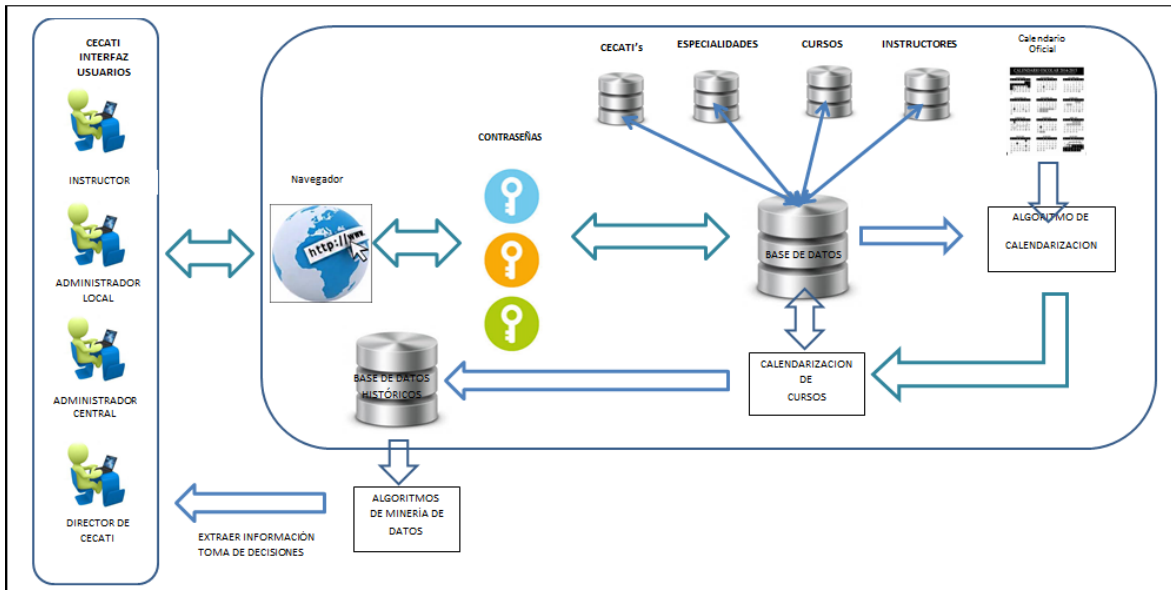 CECATI
INTERFAZ
USUARIOS
INSTRUCTOR
ADMINISTRADOR
LOCAL
ADMINISTRADOR
CENTRAL
DIRECTOR DE
CECATI
Navegador
http://www.
CONTRASEÑAS
CECATI's
ESPECIALIDADES
CURSOS
INSTRUCTORES
Calendario
Oficial
BASE DE DATOS
ALGORITMO DE
CALENDARIZACION
CALENDARIZACION
DE
CURSOS
BASE DE DATOS
HISTÓRICOS
ALGORITMOS
DE MINERÍA DE
DATOS
EXTRAER INFORMACIÓN
TOMA DE DECISIONES